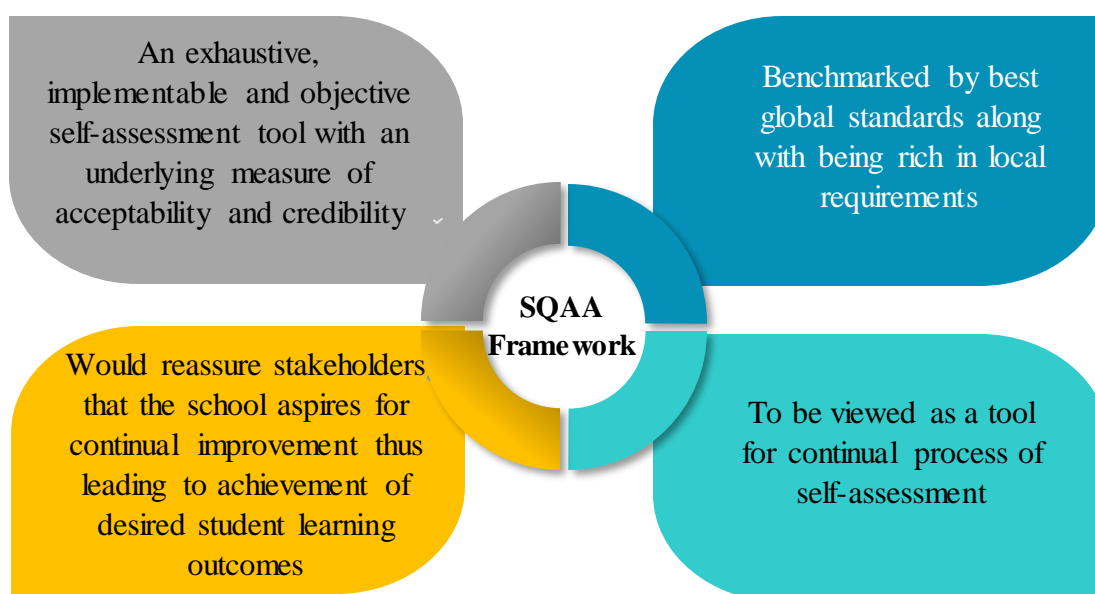 An exhaustive,
implementable and objective
self-assessment tool with an
underlying measure of
acceptability and credibility
Benchmarked by best
global standards along
with being rich in local
requirements
SQAA
Framework
Would reassure stakeholders
that the school aspires for
continual improvement thus
leading to achievement of
desired student learning
outcomes
To be viewed as a tool
for continual process of
self-assessment